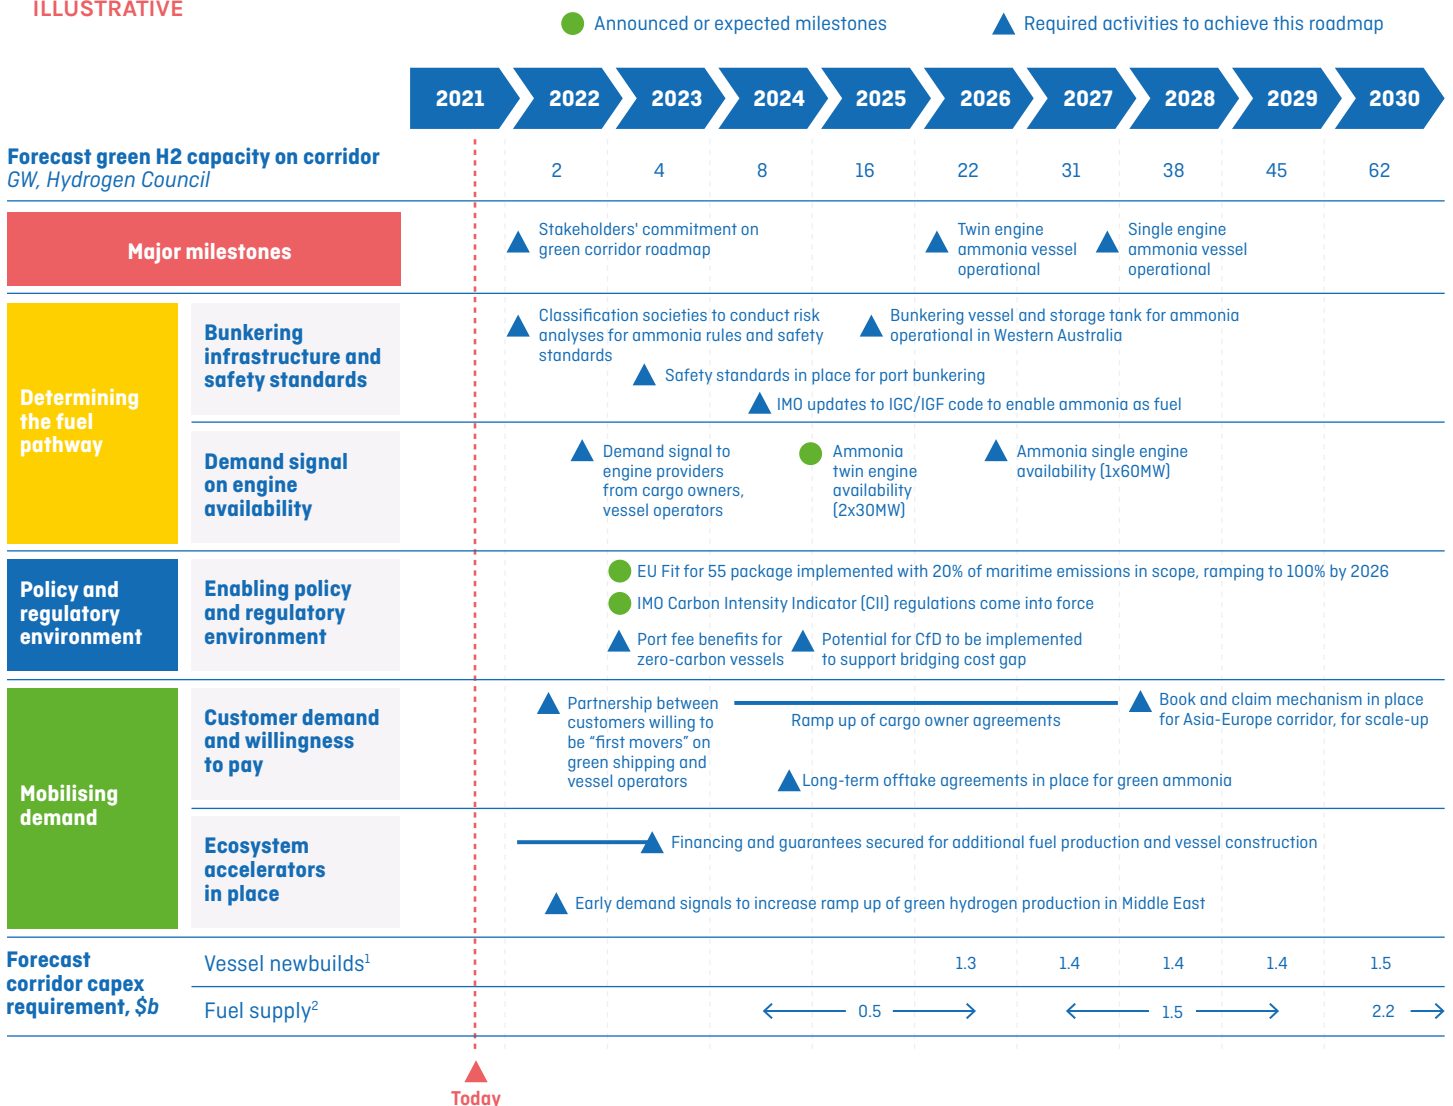 ILLUSTRATIVE
Announced or expected milestones
Required activities to achieve this roadmap
2021 2022 2023 2024 2025 2026 2027 2028 2029 2030
Forecast green H2 capacity on corridor
GW, Hydrogen Council
2 4 8 16 22 31 38 45 62
Major milestones
Stakeholders' commitment on
green corridor roadmap
Twin engine
ammonia vessel
operational
Single engine
ammonia vessel
operational
Determining
the fuel
pathway
Bunkering
infrastructure and
safety standards
Classification societies to conduct risk
analyses for ammonia rules and safety
standards
Bunkering vessel and storage tank for ammonia
operational in Western Australia
Safety standards in place for port bunkering
IMO updates to IGC/IGF code to enable ammonia as fuel
Demand signal
on engine
availability
Demand signal to
engine providers
from cargo owners,
vessel operators
Ammonia
twin engine
availability
(2x30MW)
Ammonia single engine
availability (1x60MW)
Policy and
regulatory
environment
Enabling policy
and regulatory
environment
EU Fit for 55 package implemented with 20% of maritime emissions in scope, ramping to 100% by 2026
IMO Carbon Intensity Indicator (CII) regulations come into force
Port fee benefits for
zero-carbon vessels
Potential for CfD to be implemented
to support bridging cost gap
Mobilising
demand
Customer demand
and willingness
to pay
Partnership between
customers willing to
be “first movers” on
green shipping and
vessel operators
Ramp up of cargo owner agreements
Book and claim mechanism in place
for Asia-Europe corridor, for scale-up
Long-term offtake agreements in place for green ammonia
Ecosystem
accelerators
in place
Financing and guarantees secured for additional fuel production and vessel construction
Early demand signals to increase ramp up of green hydrogen production in Middle East
Forecast
corridor capex
requirement, $b
Vessel newbuilds1
1.3 1.4 1.4 1.4 1.5
Fuel supply2
0.5 1.5 2.2
Today